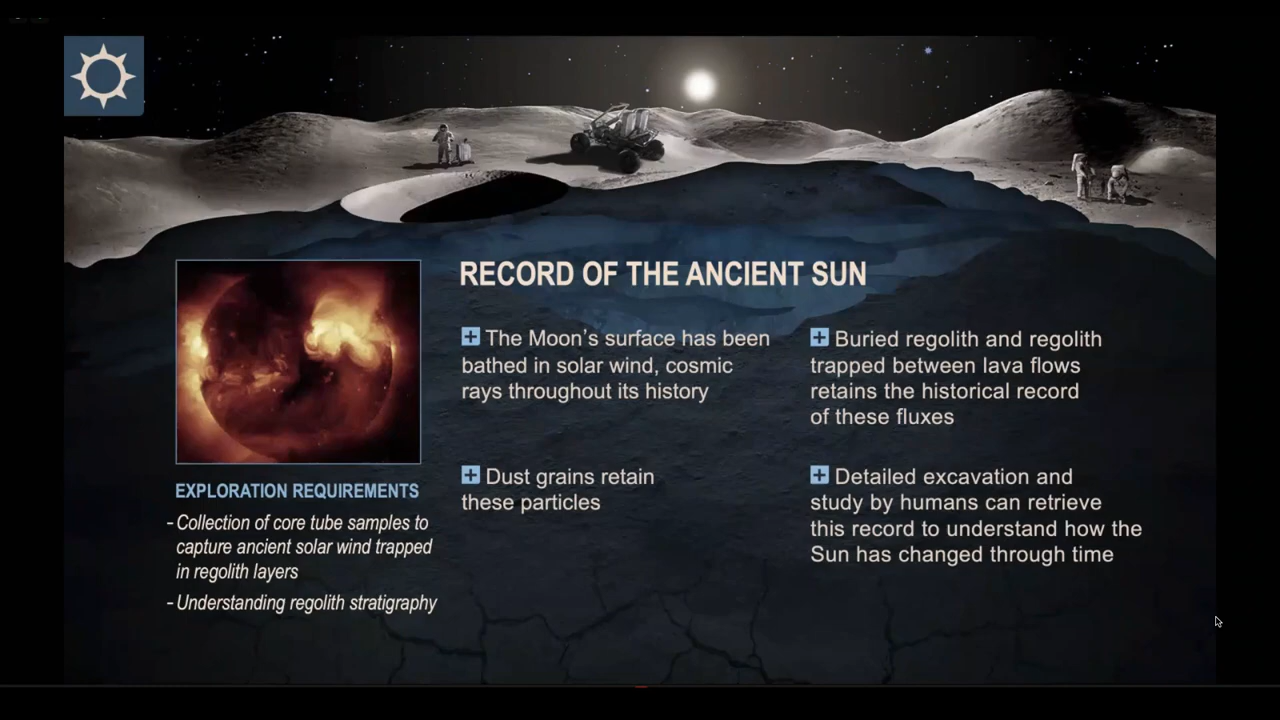 RECORD OF THE ANCIENT SUN
+ The Moon’s surface has been
bathed in solar wind, cosmic
rays throughout its history
+ Dust grains retain
these particles
+ Buried regolith and regolith
trapped between lava flows
retains the historical record
of these fluxes
+ Detailed excavation and
study by humans can retrieve
this record to understand how the
Sun has changed through time
EXPLORATION REQUIREMENTS
- Collection of core tube samples to
capture ancient solar wind trapped
in regolith layers
- Understanding regolith stratigraphy